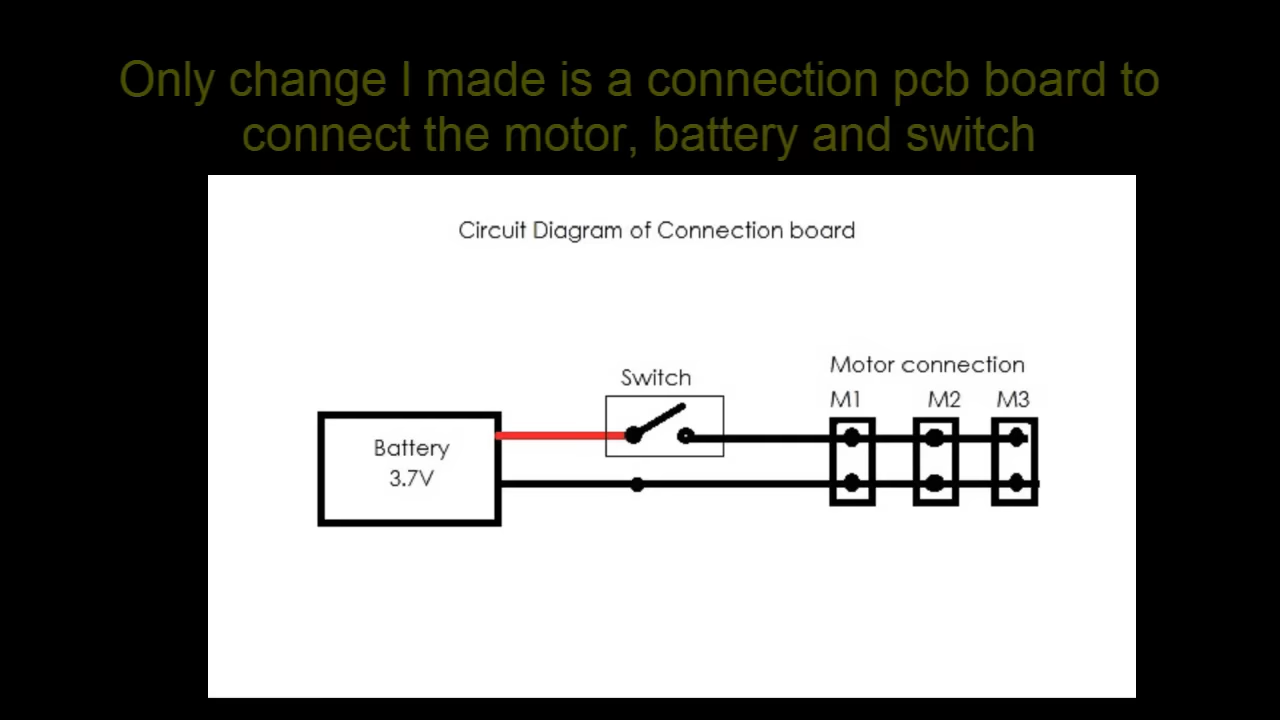 Only change I made is a connection pcb board to
connect the motor, battery and switch
Circuit Diagram of Connection board
Switch
Motor connection
M1 M2 M3
Battery
3.7V